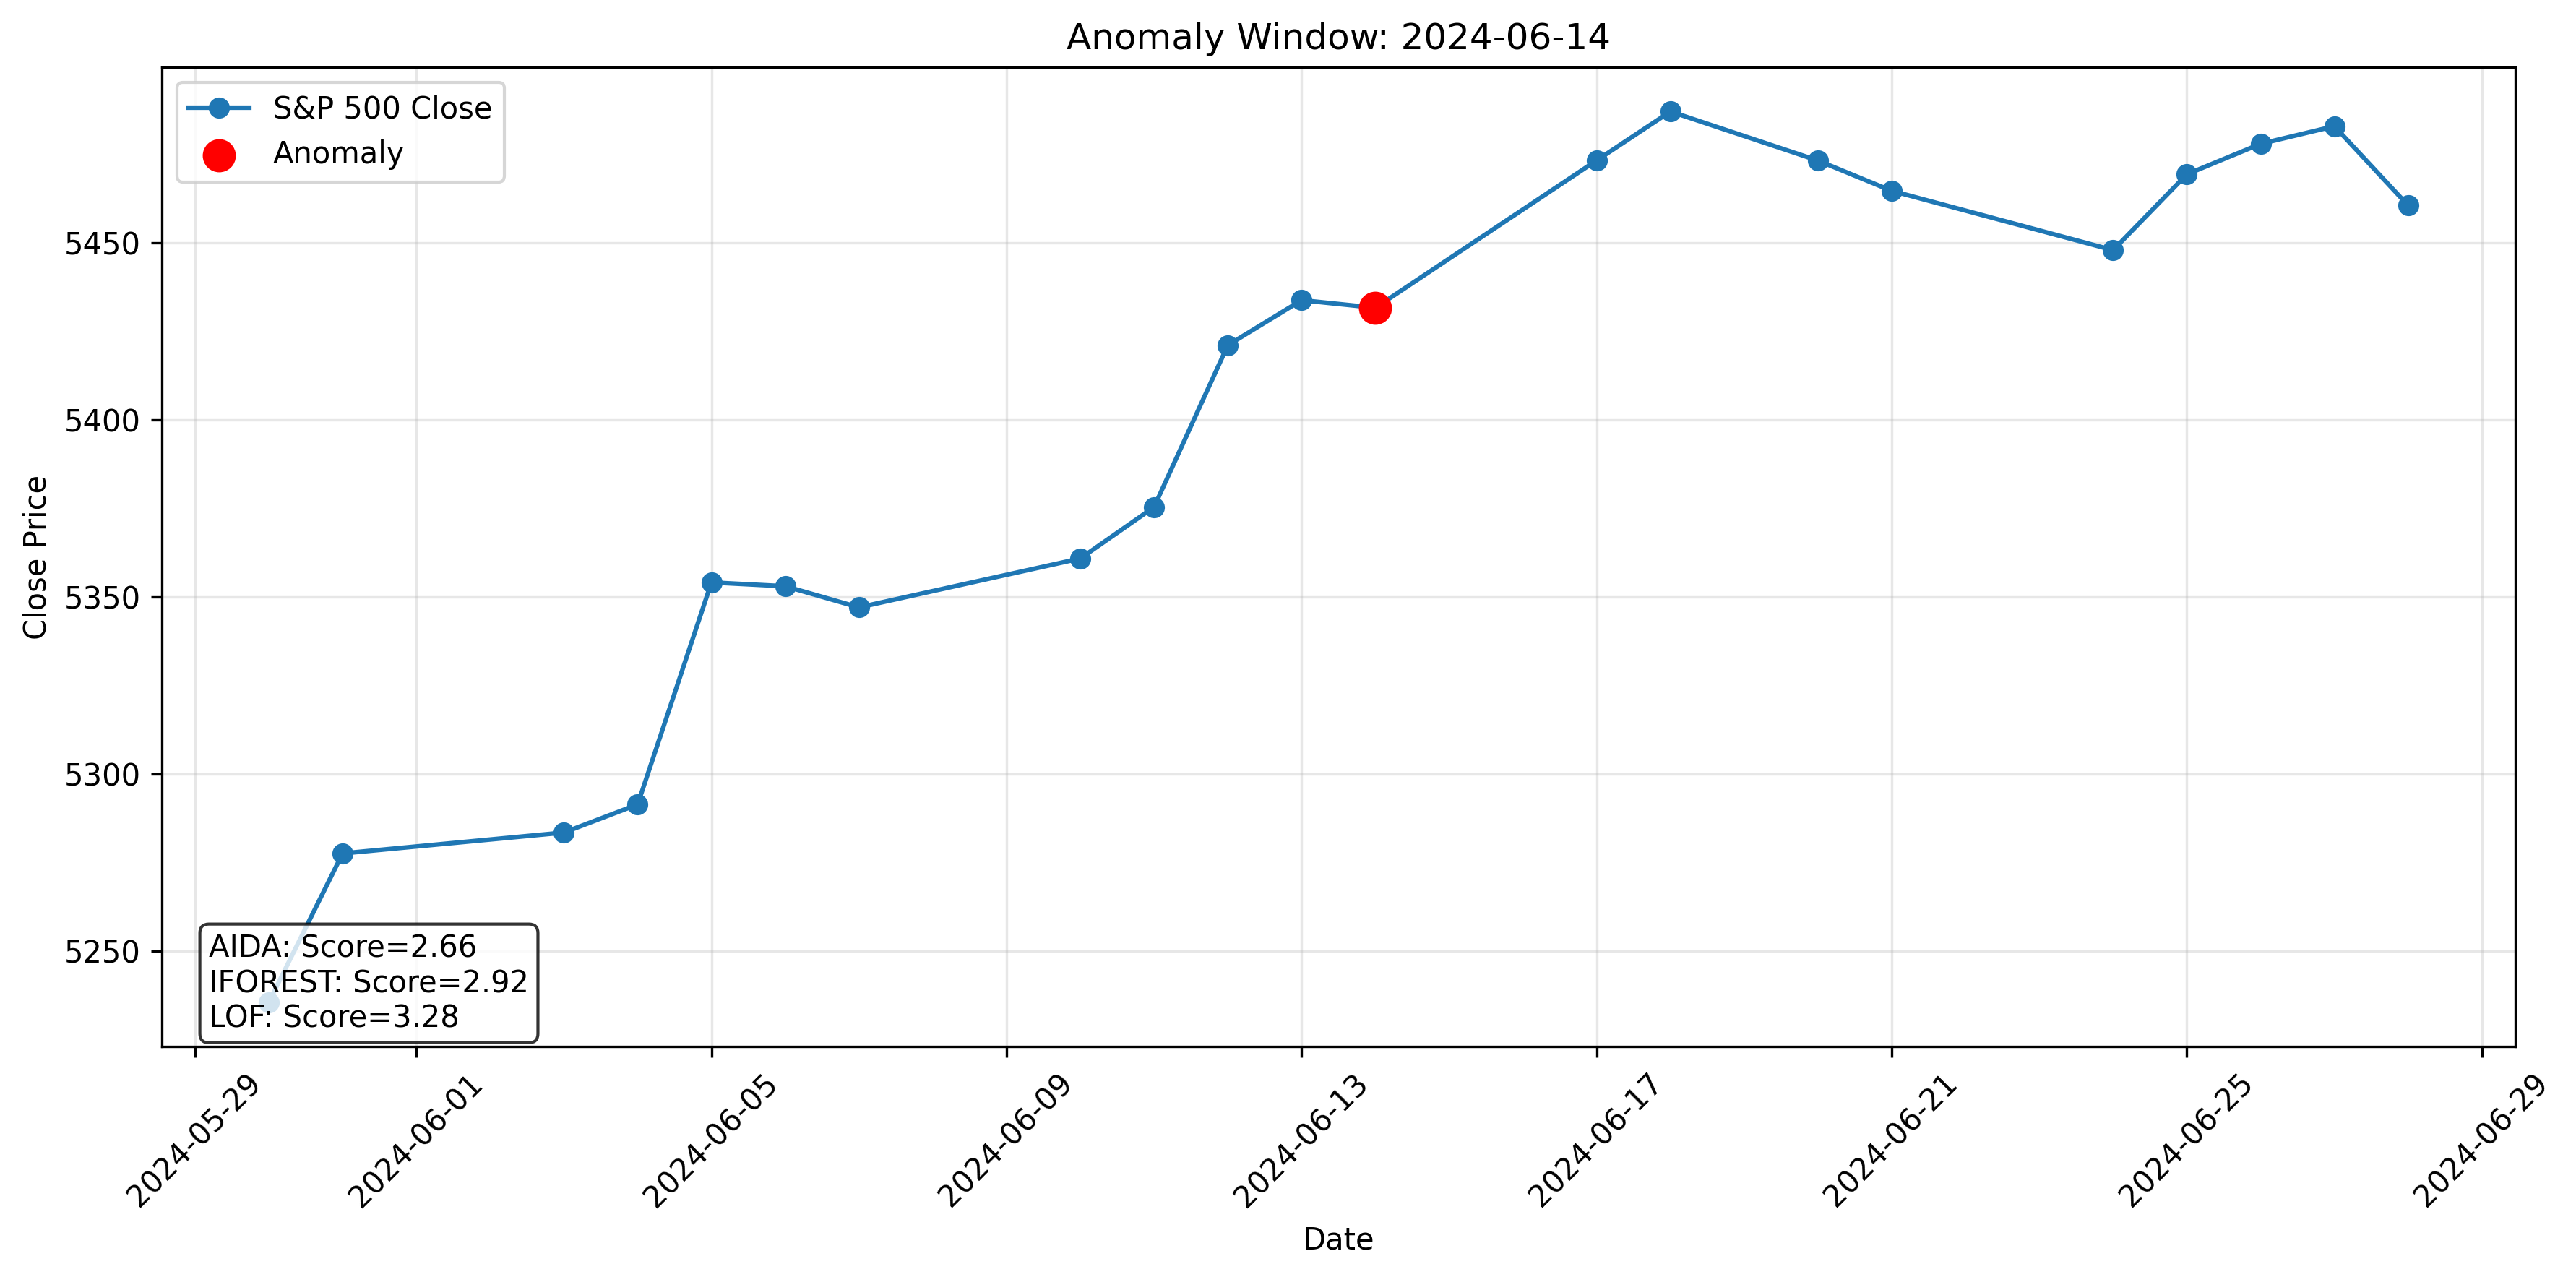 Anomaly Window: 2024-06-14
S&P 500 Close
Anomaly
Close Price
5450
5400
5350
5300
5250
AIDA: Score=2.66
IFOREST: Score=2.92
LOF: Score=3.28
2024-05-29
2024-06-01
2024-06-05
2024-06-09
2024-06-13
2024-06-17
2024-06-21
2024-06-25
2024-06-29
Date